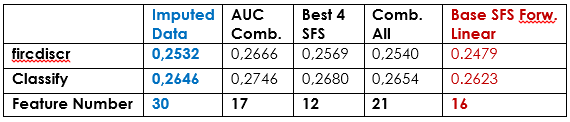 Imputed AUC Best 4 Comb. Base SFS Forw.
Data Comb. SFS All Linear
fircdiscr 0,2532 0,2666 0,2569 0,2540 0.2479
Classify 0,2646 0,2746 0,2680 0,2654 0.2623
Feature Number 30 17 12 21 16